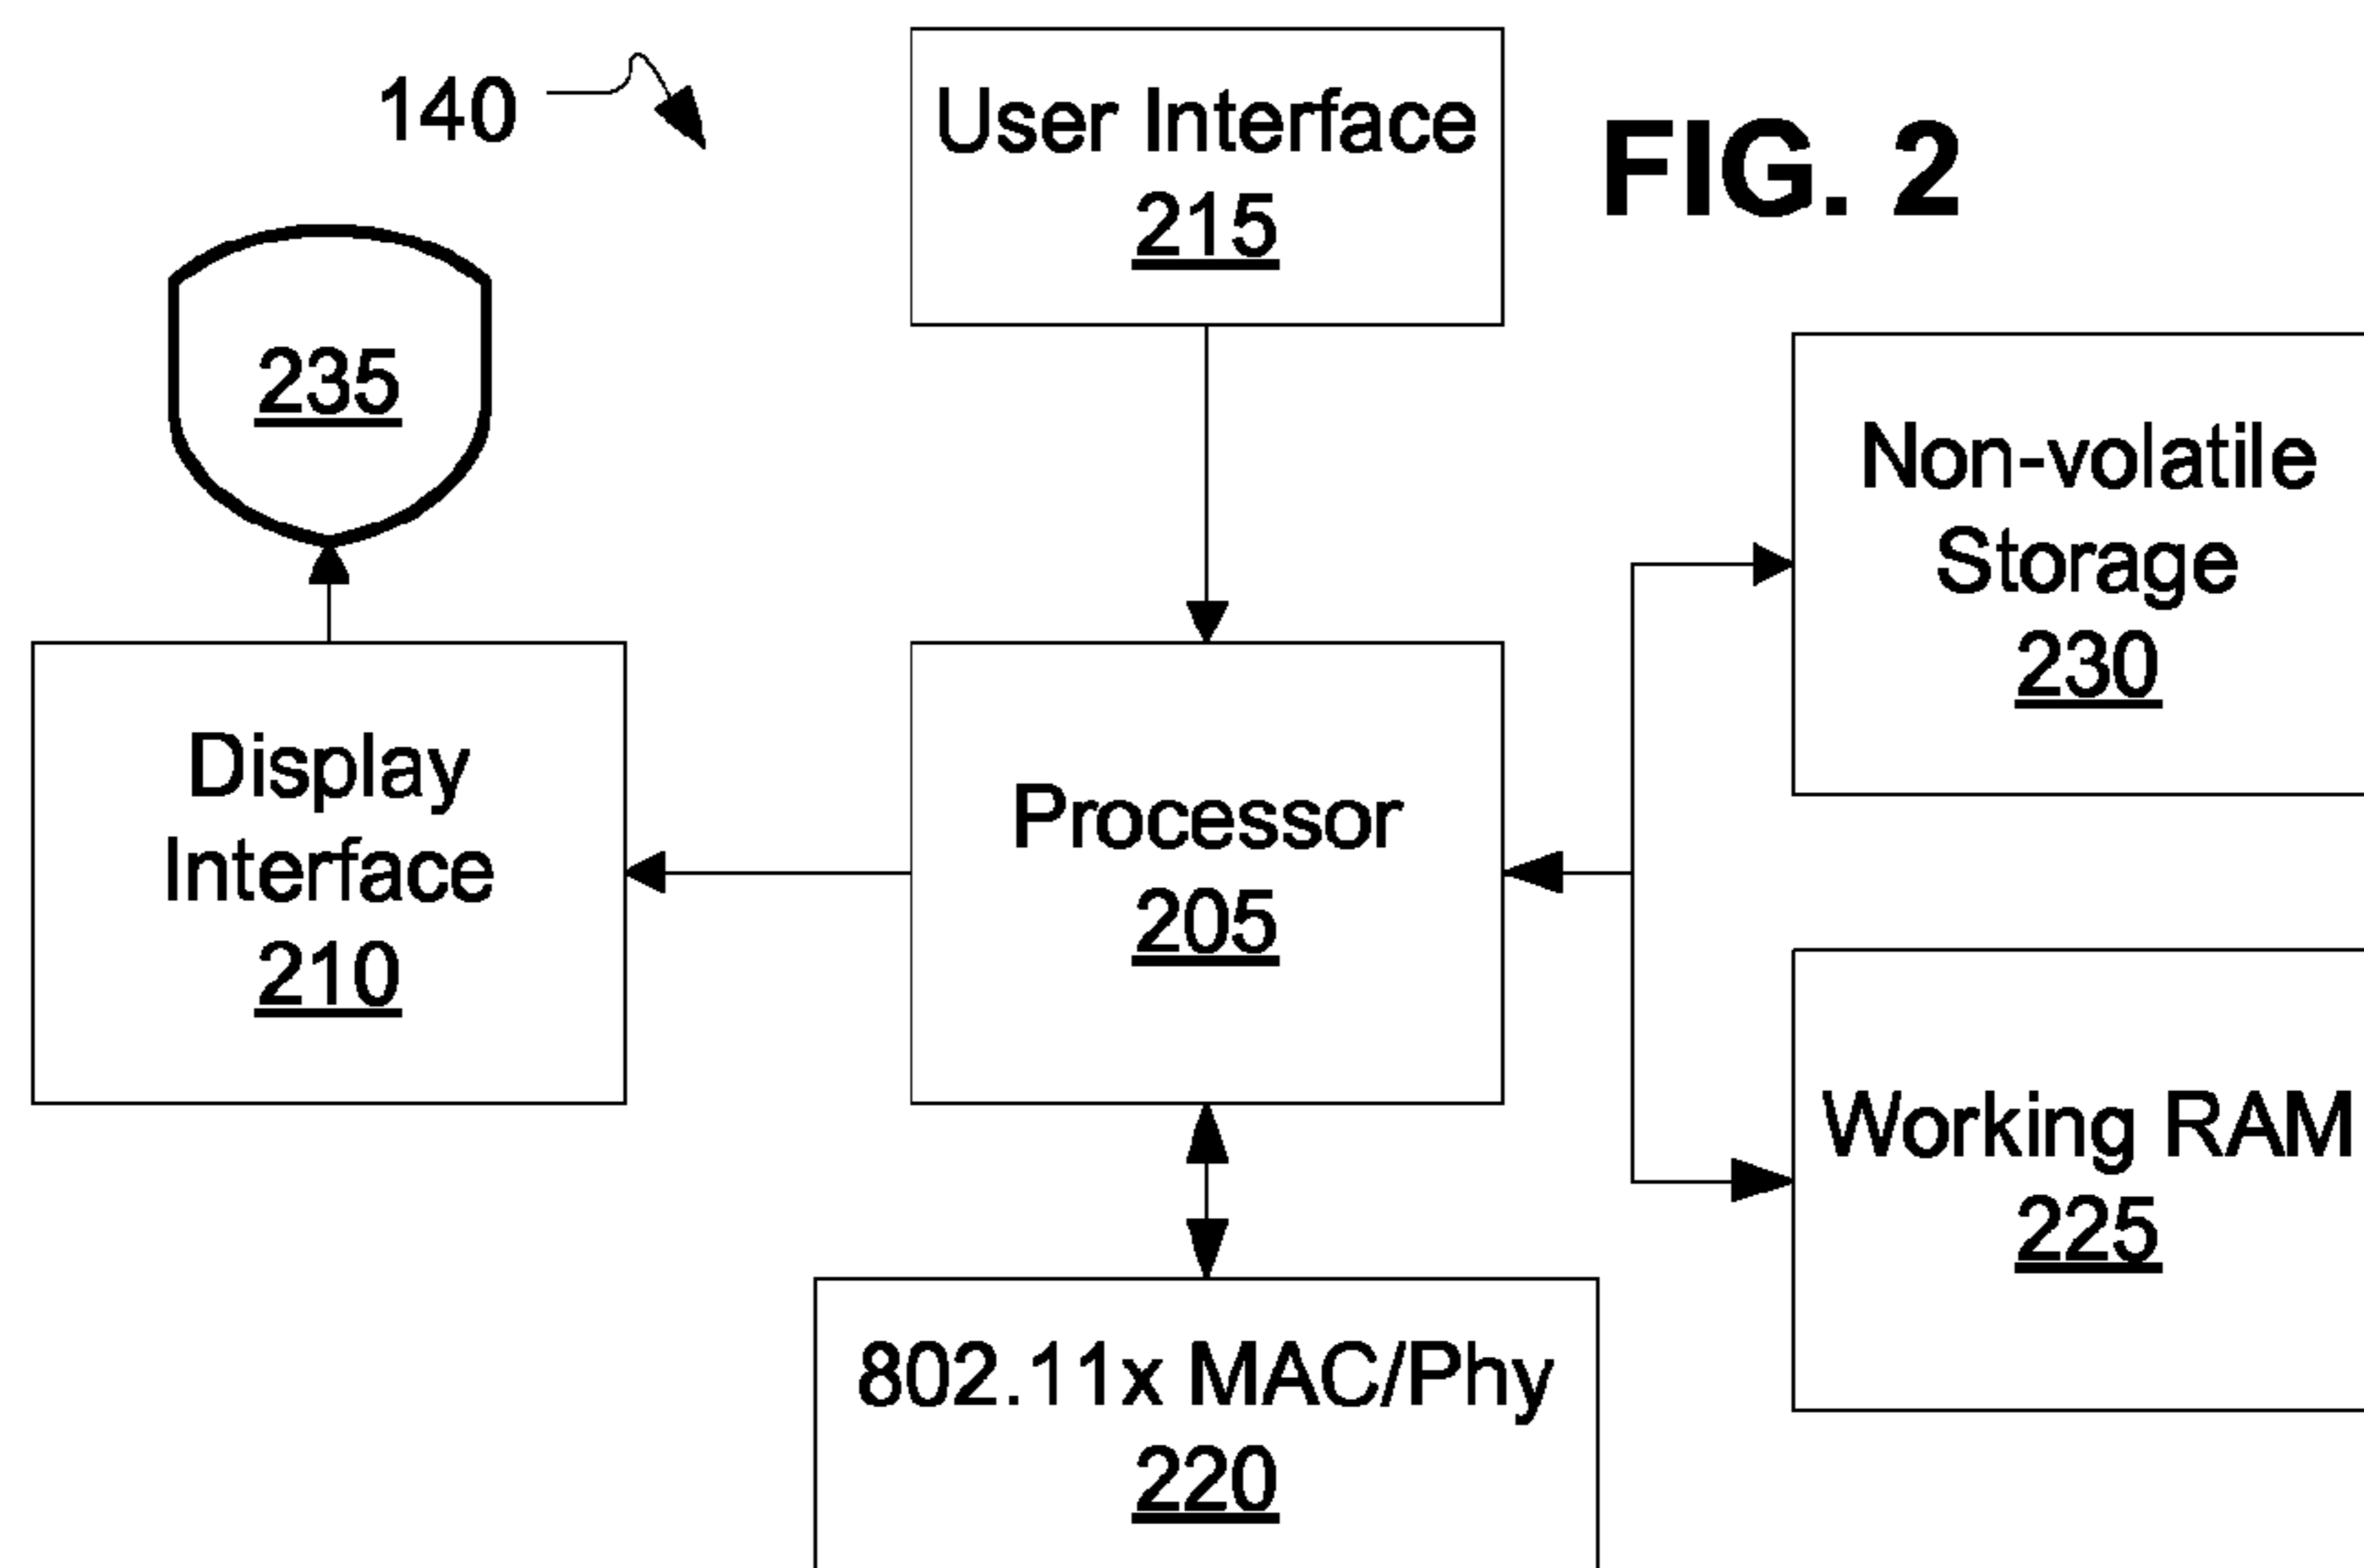 140
User Interface
215
FIG. 2
235
Non-volatile
Storage
230
Display
Interface
210
Processor
205
Working RAM
225
802.11x MAC/Phy
220